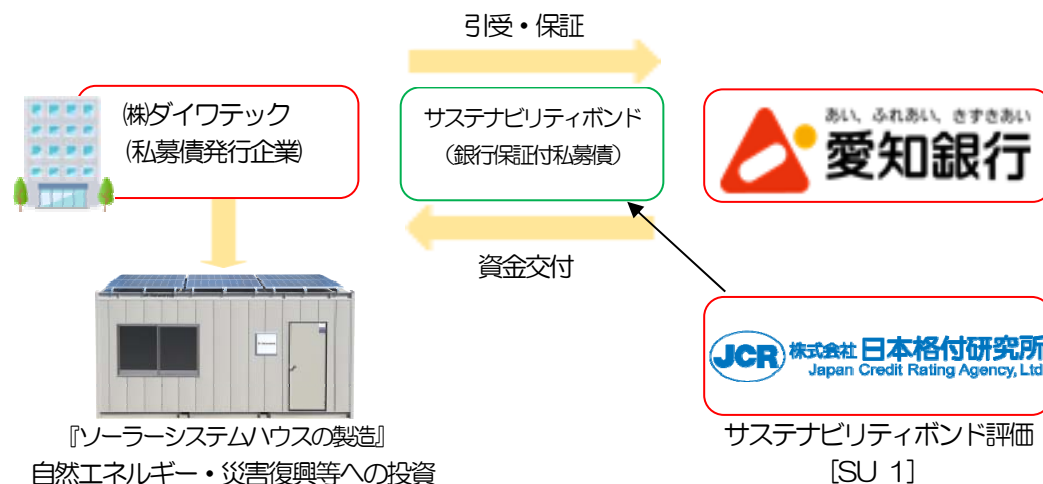 引受・保証
㈱ダイワテック
(私募債発行企業)
サステナビリティボンド
（銀行保証付私募債）
あい、ふれあい、きずきあい
愛知銀行
資金交付
JCR 株式会社 日本格付研究所
Japan Credit Rating Agency, Ltd
『ソーラーシステムハウスの製造』
自然エネルギー・災害復興等への投資
サステナビリティボンド評価
[SU 1]